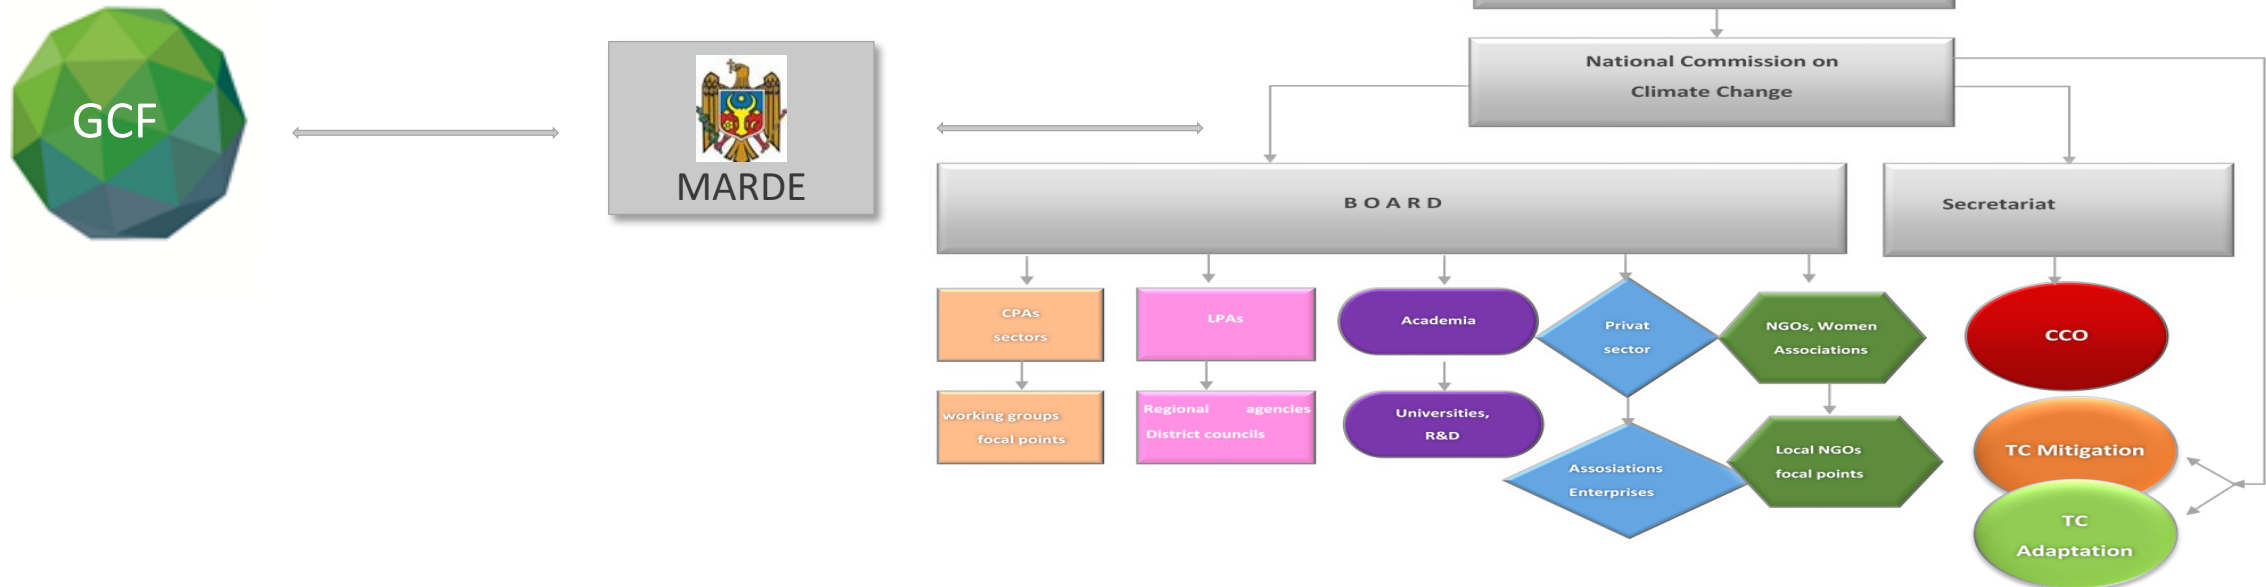 GCF
MARDE
National Commission on
Climate Change
B O A R D
Secretariat
CPAs
sectors
LPAs
Academia
Privat
sector
NGOs, Women
Associations
CCO
working groups
focal points
Regional agencies
District councils
Universities,
R&D
Assosiations
Enterprises
Local NGOs
focal points
TC Mitigation
TC
Adaptation